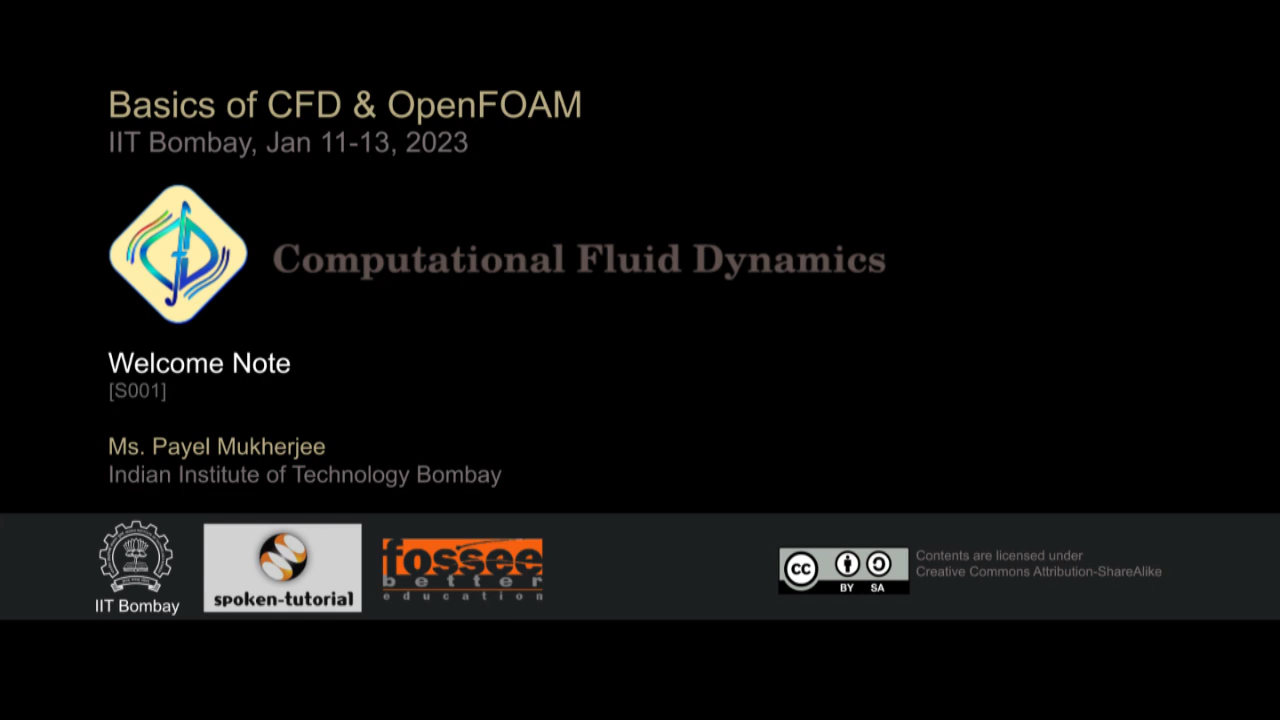 Basics of CFD & OpenFOAM
IIT Bombay, Jan 11-13, 2023
Computational Fluid Dynamics
Welcome Note
[S001]
Ms. Payel Mukherjee
Indian Institute of Technology Bombay
IIT Bombay
spoken-tutorial
fossee
better
education
cc
BY SA
Contents are licensed under
Creative Commons Attribution-ShareAlike